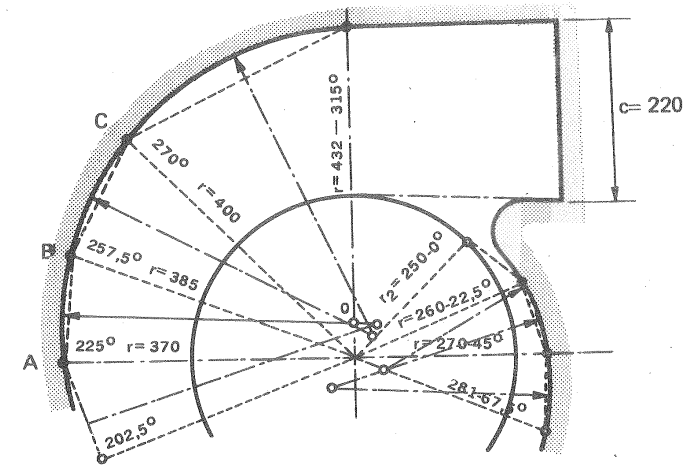 C
270° r=400
r=432 — 315°
c= 220
B
257,5° r=385
r₂=250-0°
O
r=260-22,5°
A
225° r=370
r=270-45°
281-67,5°
202,5°